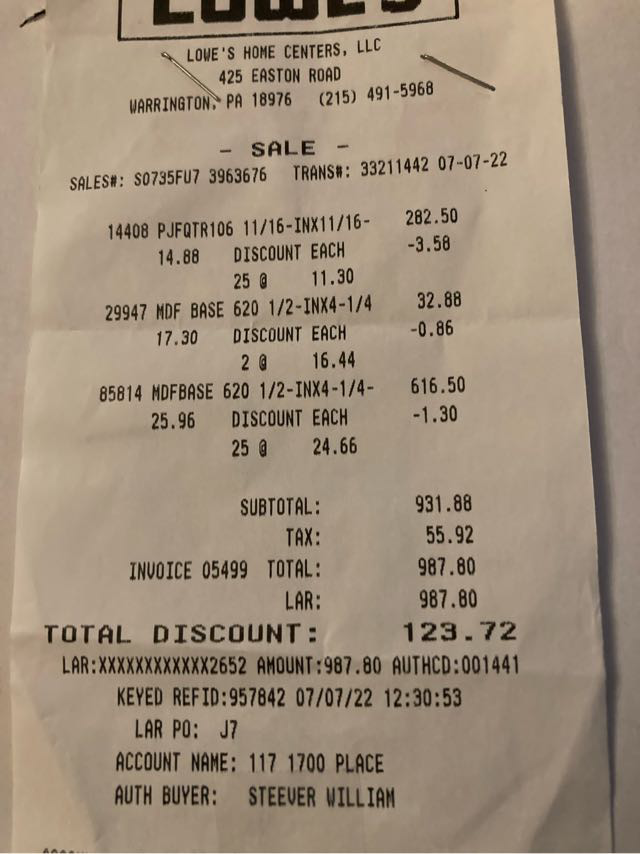 LOWE'S
LOWE'S HOME CENTERS, LLC
425 EASTON ROAD
WARRINGTON, PA 18976 (215) 491-5968
- SALE -
SALES#: S0735FU7 3963676 TRANS#: 33211442 07-07-22
14408 PJFQTR106 11/16-INX11/16- 282.50
14.88 DISCOUNT EACH -3.58
25 @ 11.30
29947 MDF BASE 620 1/2-INX4-1/4 32.88
17.30 DISCOUNT EACH -0.86
2 @ 16.44
85814 MDFBASE 620 1/2-INX4-1/4- 616.50
25.96 DISCOUNT EACH -1.30
25 @ 24.66
SUBTOTAL: 931.88
TAX: 55.92
INVOICE 05499 TOTAL: 987.80
LAR: 987.80
TOTAL DISCOUNT: 123.72
LAR:XXXXXXXXXXXX2652 AMOUNT:987.80 AUTHCD:001441
KEYED REFID:957842 07/07/22 12:30:53
LAR PO: J7
ACCOUNT NAME: 117 1700 PLACE
AUTH BUYER: STEEVER WILLIAM